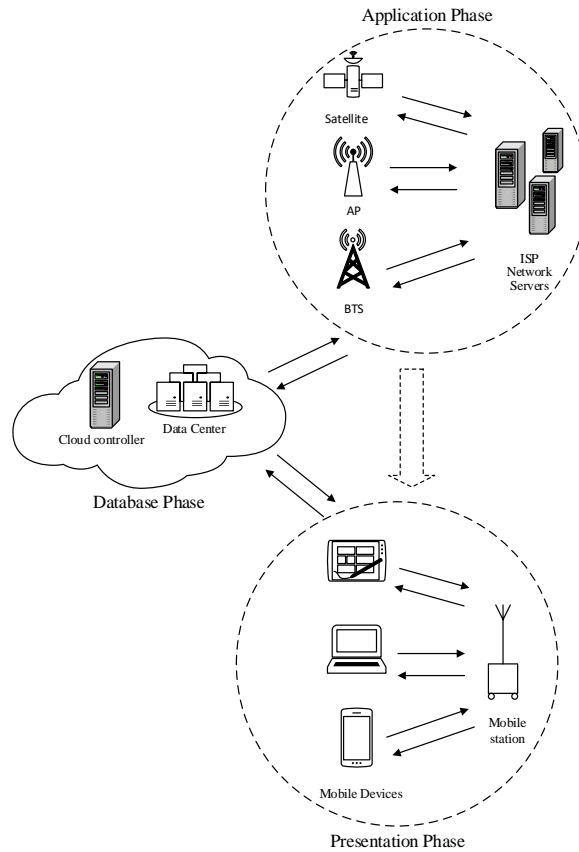 Application Phase
Satellite
AP
BTS
ISP
Network
Servers
Cloud controller
Data Center
Database Phase
Mobile
station
Mobile Devices
Presentation Phase